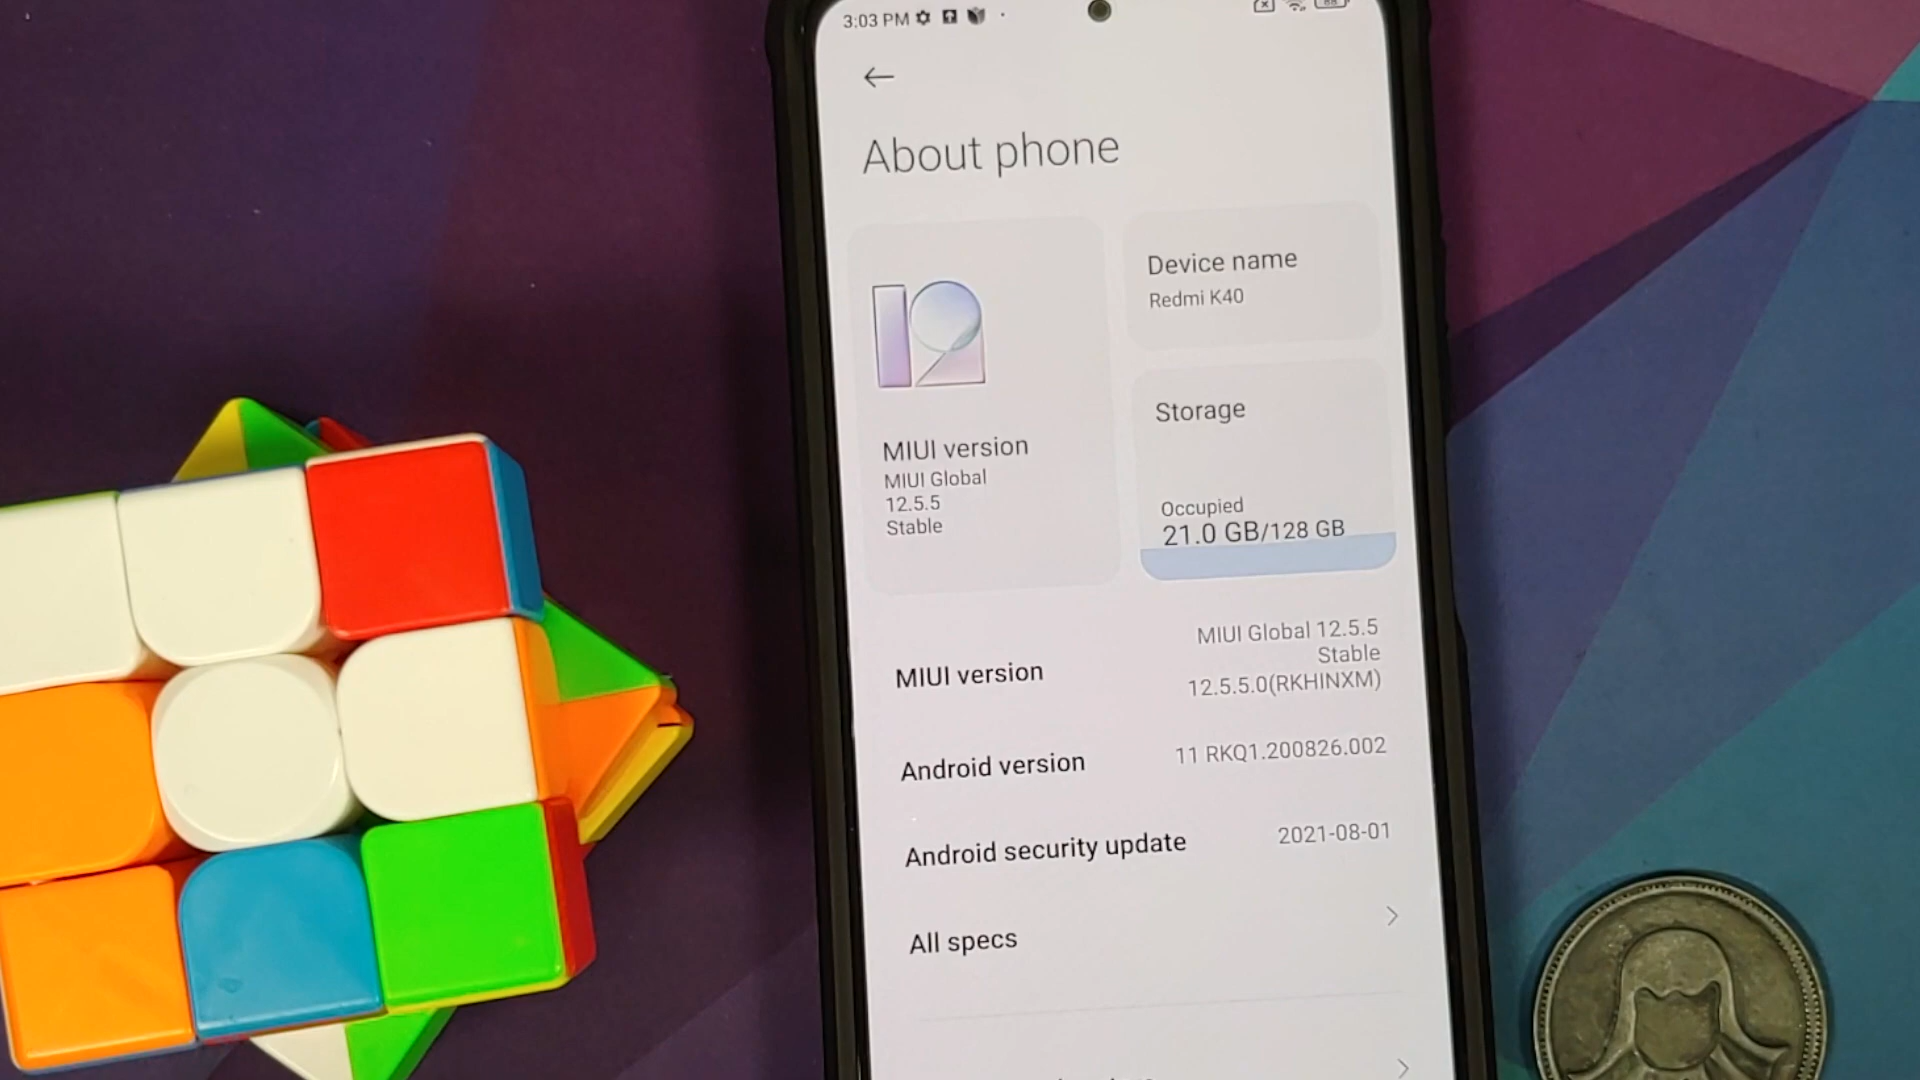 3:03 PM
About phone
12
Device name
Redmi K40
MIUI version
MIUI Global
12.5.5
Stable
Storage
Occupied
21.0 GB/128 GB
MIUI version
MIUI Global 12.5.5
Stable
12.5.5.0(RKHINXM)
Android version
11 RKQ1.200826.002
Android security update
2021-08-01
All specs